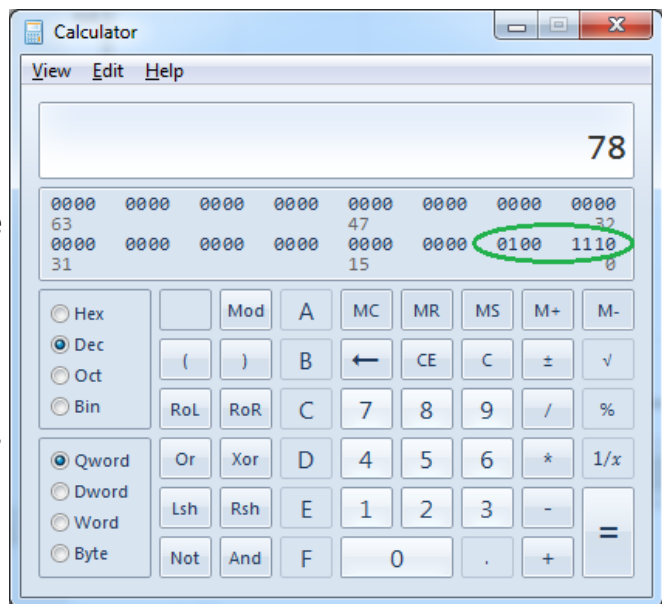 Calculator
View Edit Help
78
0000 0000 0000 0000 0000 0000 0000 0000
63 47 32
0000 0000 0000 0000 0000 0000 0100 1110
31 15 0
Hex Mod A MC MR MS M+ M-
Dec
( ) B ← CE C ± √
Oct
Bin RoL RoR C 7 8 9 / %
Qword Or Xor D 4 5 6 * 1/x
Dword
Lsh Rsh E 1 2 3 - =
Word
Byte Not And F 0 . +